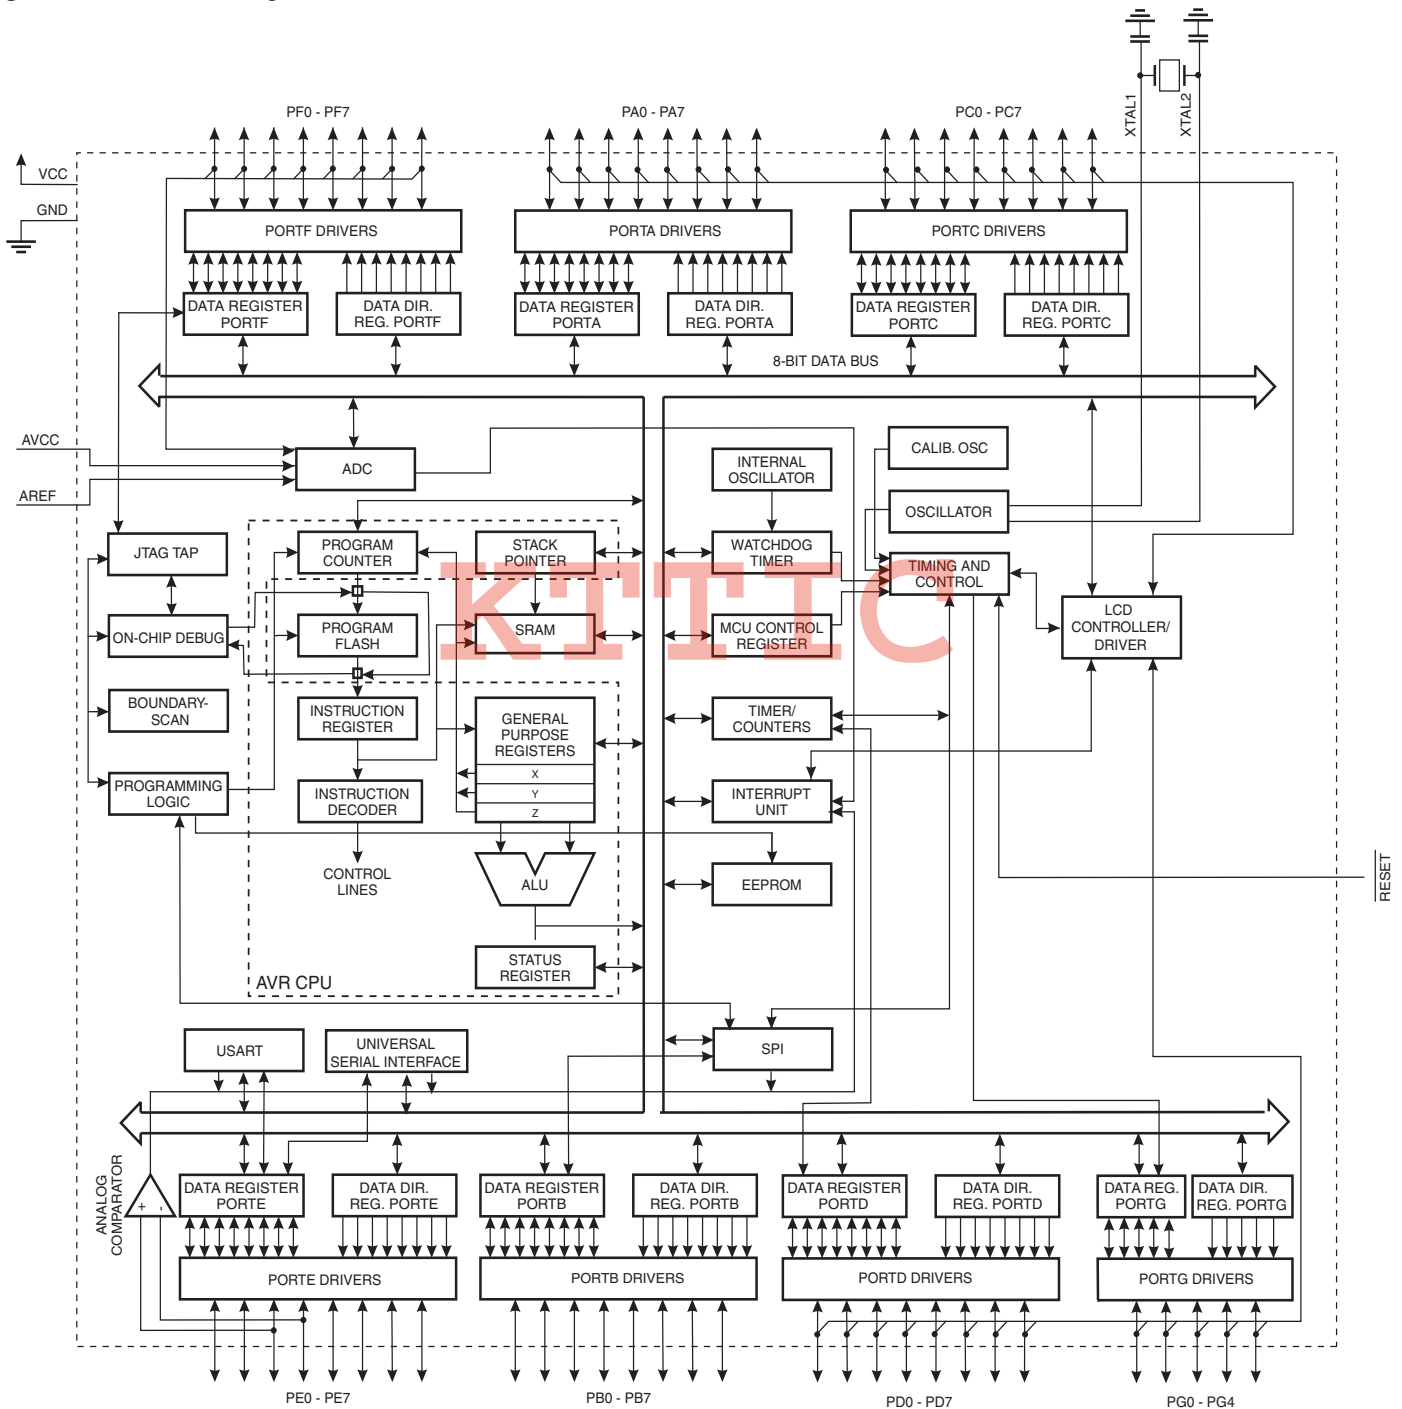 XTAL1
XTAL2
PF0 - PF7
PA0 - PA7
PC0 - PC7
VCC
GND
PORTF DRIVERS
PORTA DRIVERS
PORTC DRIVERS
DATA REGISTER
PORTF
DATA DIR.
REG. PORTF
DATA REGISTER
PORTA
DATA DIR.
REG. PORTA
DATA REGISTER
PORTC
DATA DIR.
REG. PORTC
8-BIT DATA BUS
AVCC
AREF
ADC
INTERNAL
OSCILLATOR
CALIB. OSC
OSCILLATOR
JTAG TAP
PROGRAM
COUNTER
STACK
POINTER
WATCHDOG
TIMER
TIMING AND
CONTROL
KTTIC
ON-CHIP DEBUG
PROGRAM
FLASH
SRAM
MCU CONTROL
REGISTER
LCD
CONTROLLER/
DRIVER
BOUNDARY-
SCAN
INSTRUCTION
REGISTER
GENERAL
PURPOSE
REGISTERS
X
Y
Z
TIMER/
COUNTERS
PROGRAMMING
LOGIC
INSTRUCTION
DECODER
INTERRUPT
UNIT
CONTROL
LINES
ALU
EEPROM
RESET
STATUS
REGISTER
AVR CPU
USART
UNIVERSAL
SERIAL INTERFACE
SPI
ANALOG
COMPARATOR
+
-
DATA REGISTER
PORTE
DATA DIR.
REG. PORTE
DATA REGISTER
PORTB
DATA DIR.
REG. PORTB
DATA REGISTER
PORTD
DATA DIR.
REG. PORTD
DATA REG.
PORTG
DATA DIR.
REG. PORTG
PORTE DRIVERS
PORTB DRIVERS
PORTD DRIVERS
PORTG DRIVERS
PE0 - PE7
PB0 - PB7
PD0 - PD7
PG0 - PG4